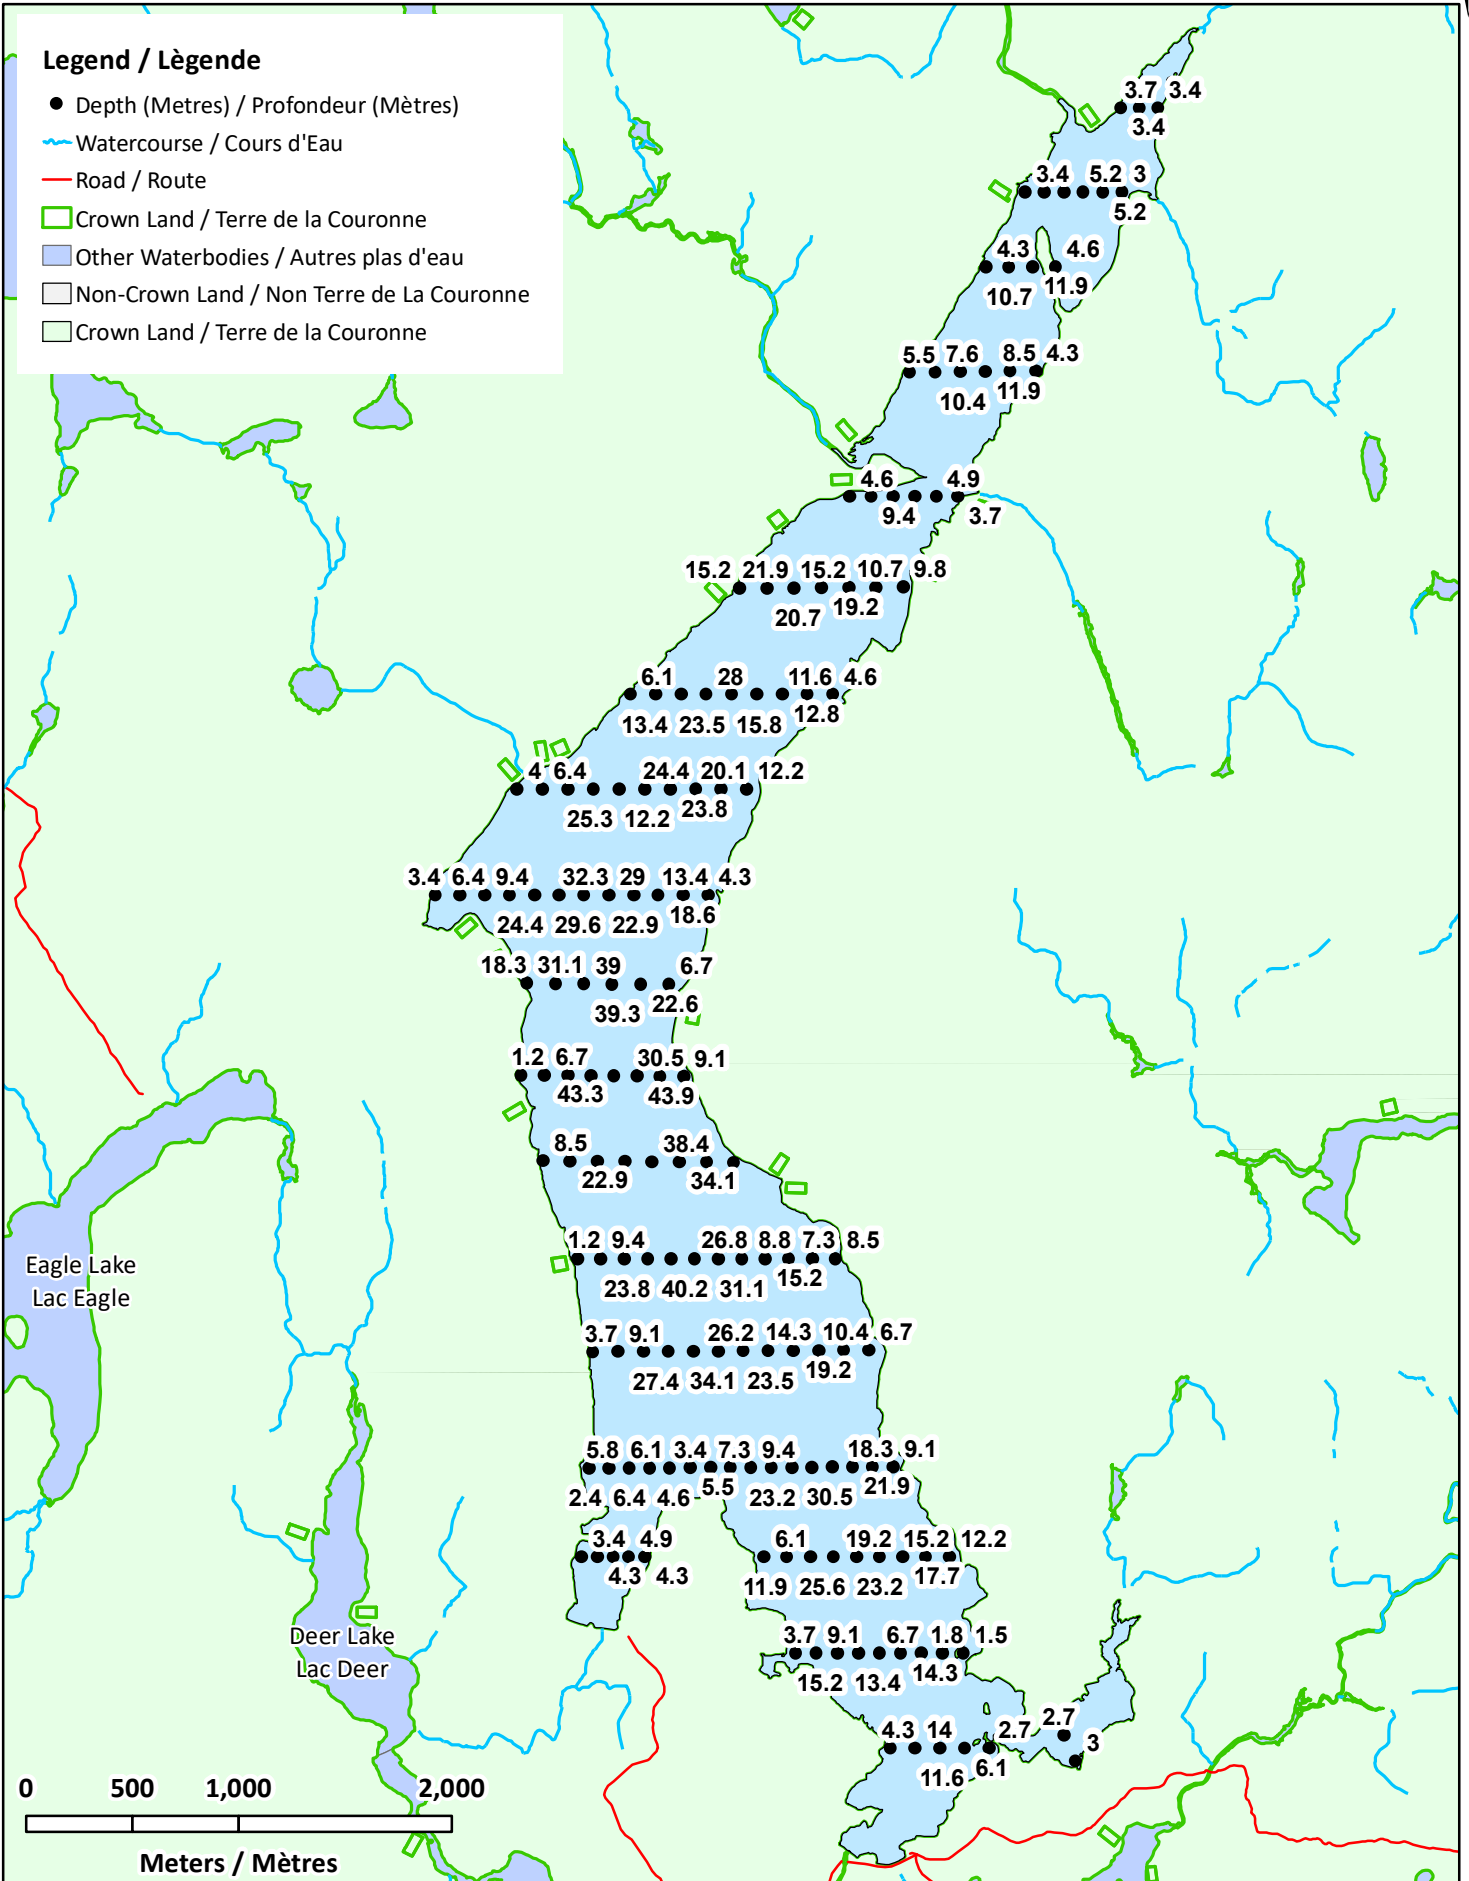 Legend / Lègende
Depth (Metres) / Profondeur (Mètres)
Watercourse / Cours d'Eau
Road / Route
Crown Land / Terre de la Couronne
Other Waterbodies / Autres plas d'eau
Non-Crown Land / Non Terre de La Couronne
Crown Land / Terre de la Couronne
3.7 3.4
3.4
3.4 5.2 3
5.2
4.3 4.6
10.7 11.9
5.5 7.6 8.5 4.3
10.4 11.9
4.6 4.9
9.4 3.7
15.2 21.9 15.2 10.7 9.8
20.7 19.2
6.1 28 11.6 4.6
13.4 23.5 15.8 12.8
4 6.4 24.4 20.1 12.2
25.3 12.2 23.8
3.4 6.4 9.4 32.3 29 13.4 4.3
24.4 29.6 22.9 18.6
18.3 31.1 39 6.7
39.3 22.6
1.2 6.7 30.5 9.1
43.3 43.9
8.5 38.4
22.9 34.1
1.2 9.4 26.8 8.8 7.3 8.5
23.8 40.2 31.1 15.2
Eagle Lake
Lac Eagle
3.7 9.1 26.2 14.3 10.4 6.7
27.4 34.1 23.5 19.2
5.8 6.1 3.4 7.3 9.4 18.3 9.1
2.4 6.4 4.6 5.5 23.2 30.5 21.9
3.4 4.9 6.1 19.2 15.2 12.2
4.3 4.3 11.9 25.6 23.2 17.7
Deer Lake
Lac Deer
3.7 9.1 6.7 1.8 1.5
15.2 13.4 14.3
4.3 14 2.7 2.7
11.6 6.1 3
0 500 1,000 2,000
Meters / Mètres